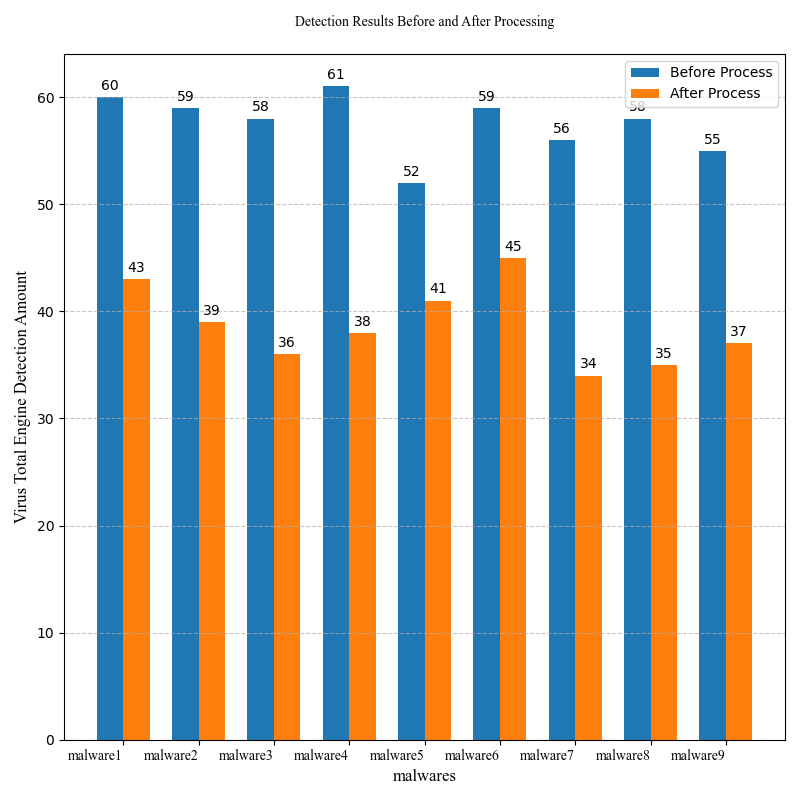 Detection Results Before and After Processing
Before Process
After Process
60 59 58 61 52 59 56 58 55
43 39 36 38 41 45 34 35 37
60
50
40
30
20
10
0
Virus Total Engine Detection Amount
malware1 malware2 malware3 malware4 malware5 malware6 malware7 malware8 malware9
malwares